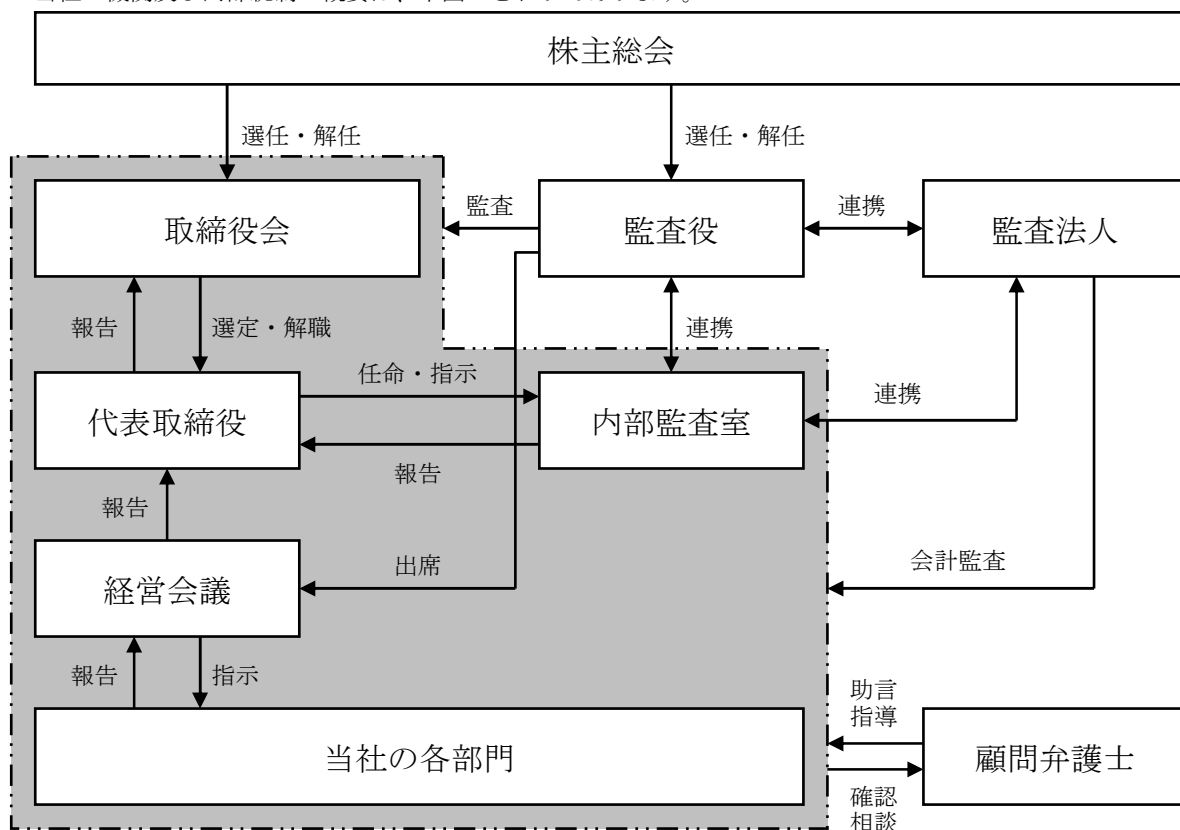 株主総会
選任・解任
選任・解任
取締役会
監査
監査役
連携
監査法人
報告
選定・解職
連携
任命・指示
代表取締役
内部監査室
連携
報告
報告
経営会議
出席
会計監査
報告
指示
助言
指導
当社の各部門
顧問弁護士
確認
相談